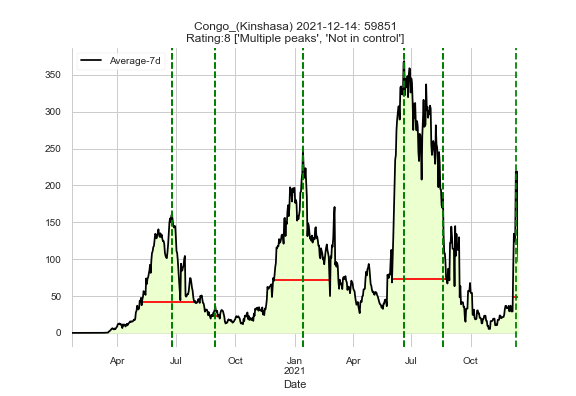 Congo_(Kinshasa) 2021-12-14: 59851
Rating:8 ['Multiple peaks', 'Not in control']
Average-7d
350
300
250
200
150
100
50
0
Apr
Jul
Oct
Jan
2021
Apr
Jul
Oct
Date